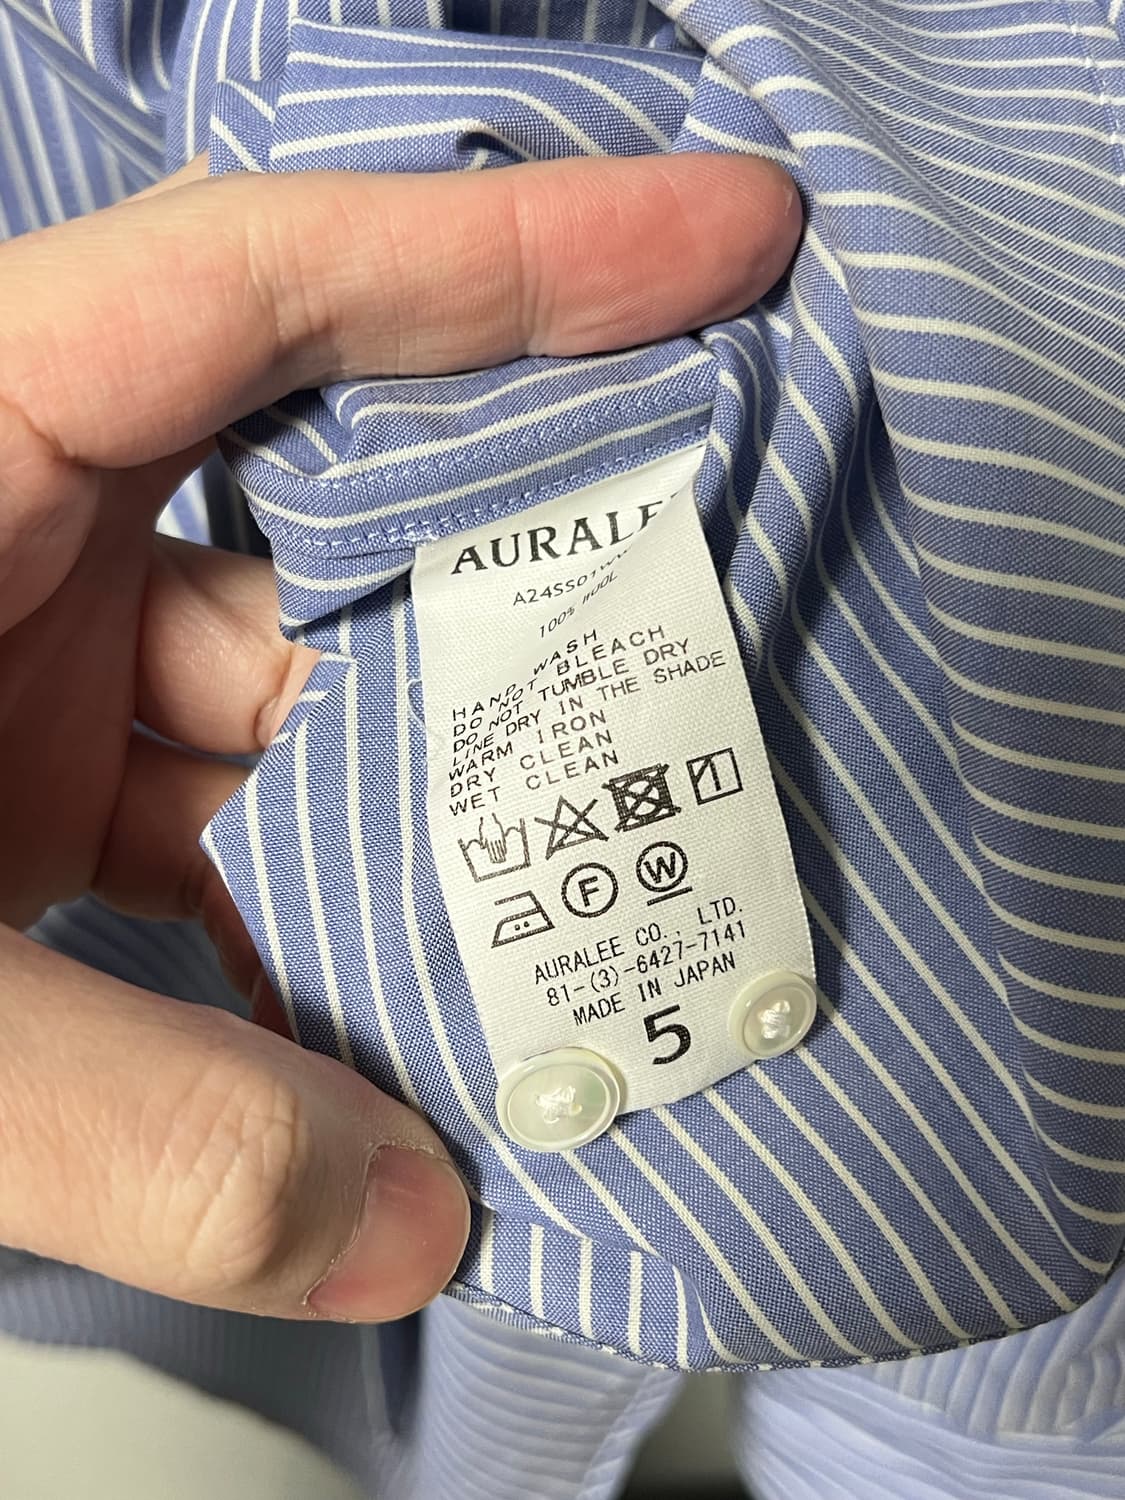 AURALEE
100% WOOL
HAND WASH
DO NOT BLEACH
DO NOT TUMBLE DRY
LINE DRY IN THE SHADE
WARM IRON
DRY CLEAN
WET CLEAN
F W
AURALEE CO., LTD.
81-(3)-6427-7141
MADE IN JAPAN
5